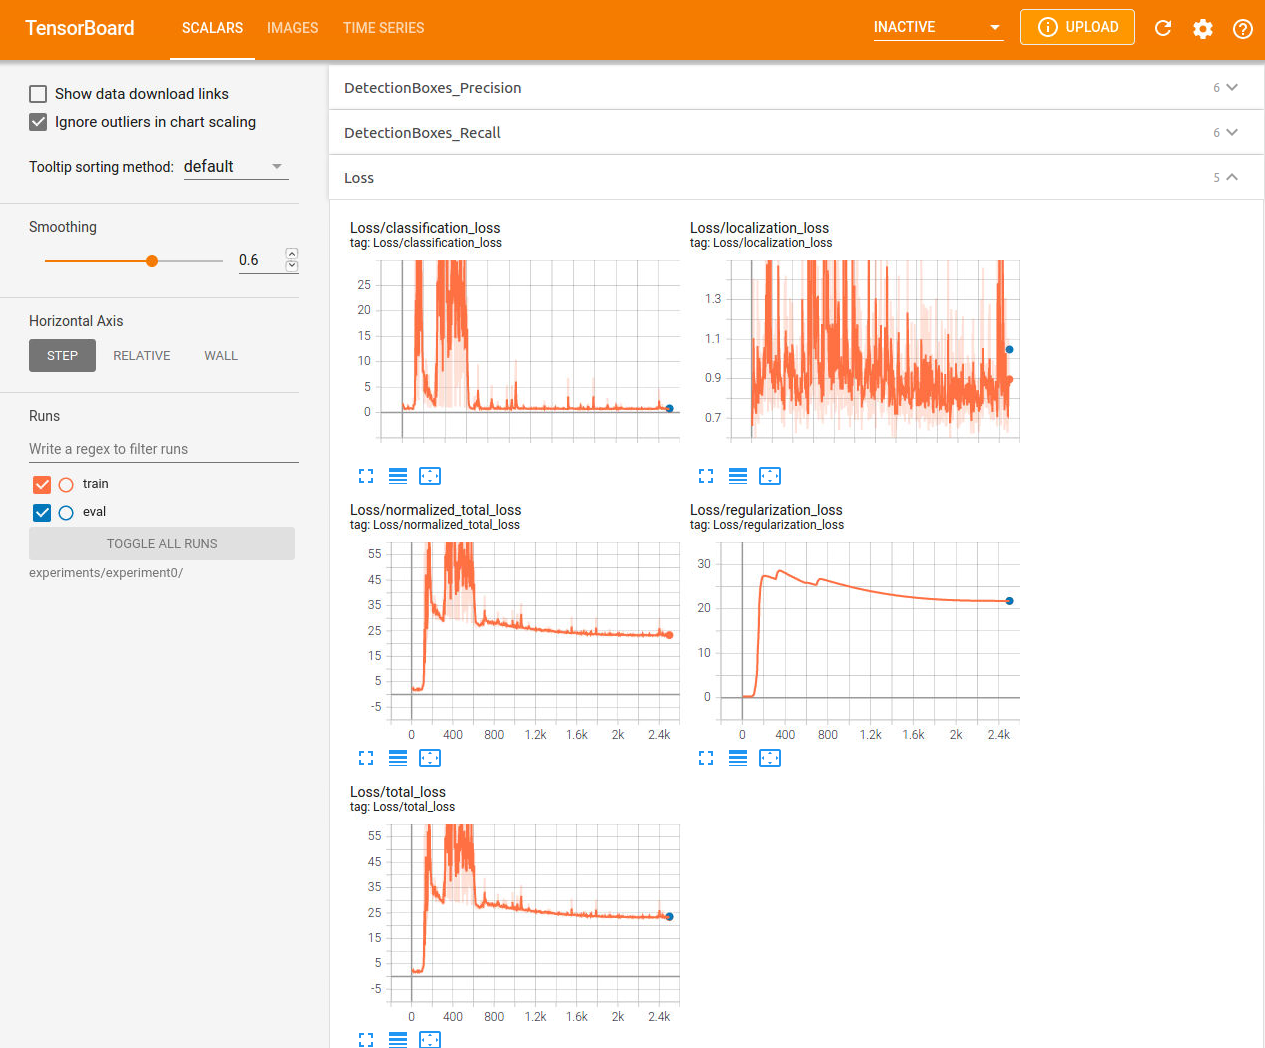 TensorBoard SCALARS IMAGES TIME SERIES INACTIVE UPLOAD
Show data download links
Ignore outliers in chart scaling
Tooltip sorting method: default
Smoothing
0.6
Horizontal Axis
STEP RELATIVE WALL
Runs
Write a regex to filter runs
train
eval
TOGGLE ALL RUNS
experiments/experiment0/
DetectionBoxes_Precision 6
DetectionBoxes_Recall 6
Loss 5
Loss/classification_loss
tag: Loss/classification_loss
25
20
15
10
5
0
Loss/localization_loss
tag: Loss/localization_loss
1.3
1.1
0.9
0.7
Loss/normalized_total_loss
tag: Loss/normalized_total_loss
55
45
35
25
15
5
-5
0 400 800 1.2k 1.6k 2k 2.4k
Loss/regularization_loss
tag: Loss/regularization_loss
30
20
10
0
0 400 800 1.2k 1.6k 2k 2.4k
Loss/total_loss
tag: Loss/total_loss
55
45
35
25
15
5
-5
0 400 800 1.2k 1.6k 2k 2.4k